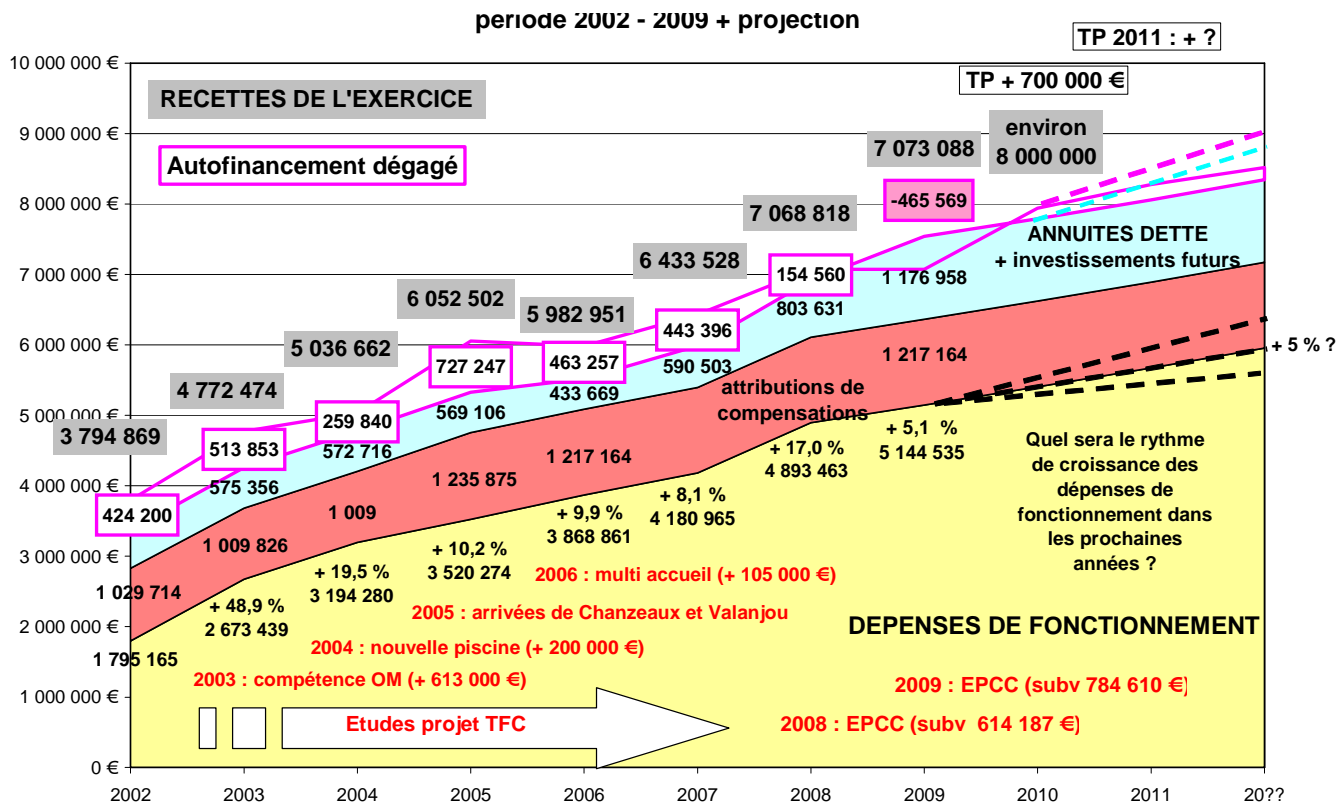 période 2002 - 2009 + projection
TP 2011 : + ?
TP + 700 000 €
10 000 000 €
9 000 000 €
8 000 000 €
7 000 000 €
6 000 000 €
5 000 000 €
4 000 000 €
3 000 000 €
2 000 000 €
1 000 000 €
0 €
RECETTES DE L'EXERCICE
Autofinancement dégagé
3 794 869
4 772 474
5 036 662
6 052 502
5 982 951
6 433 528
7 068 818
7 073 088
environ
8 000 000
424 200
513 853
259 840
727 247
463 257
443 396
154 560
-465 569
575 356
572 716
569 106
433 669
590 503
803 631
1 176 958
ANNUITES DETTE
+ investissements futurs
1 029 714
1 009 826
1 009
1 235 875
1 217 164
attributions de
compensations
1 217 164
+ 5 % ?
1 795 165
+ 48,9 %
2 673 439
+ 19,5 %
3 194 280
+ 10,2 %
3 520 274
+ 9,9 %
3 868 861
+ 8,1 %
4 180 965
+ 17,0 %
4 893 463
+ 5,1 %
5 144 535
Quel sera le rythme
de croissance des
dépenses de
fonctionnement dans
les prochaines
années ?
2006 : multi accueil (+ 105 000 €)
2005 : arrivées de Chanzeaux et Valanjou
2004 : nouvelle piscine (+ 200 000 €)
2003 : compétence OM (+ 613 000 €)
DEPENSES DE FONCTIONNEMENT
2009 : EPCC (subv 784 610 €)
2008 : EPCC (subv 614 187 €)
Etudes projet TFC
2002
2003
2004
2005
2006
2007
2008
2009
2010
2011
20??